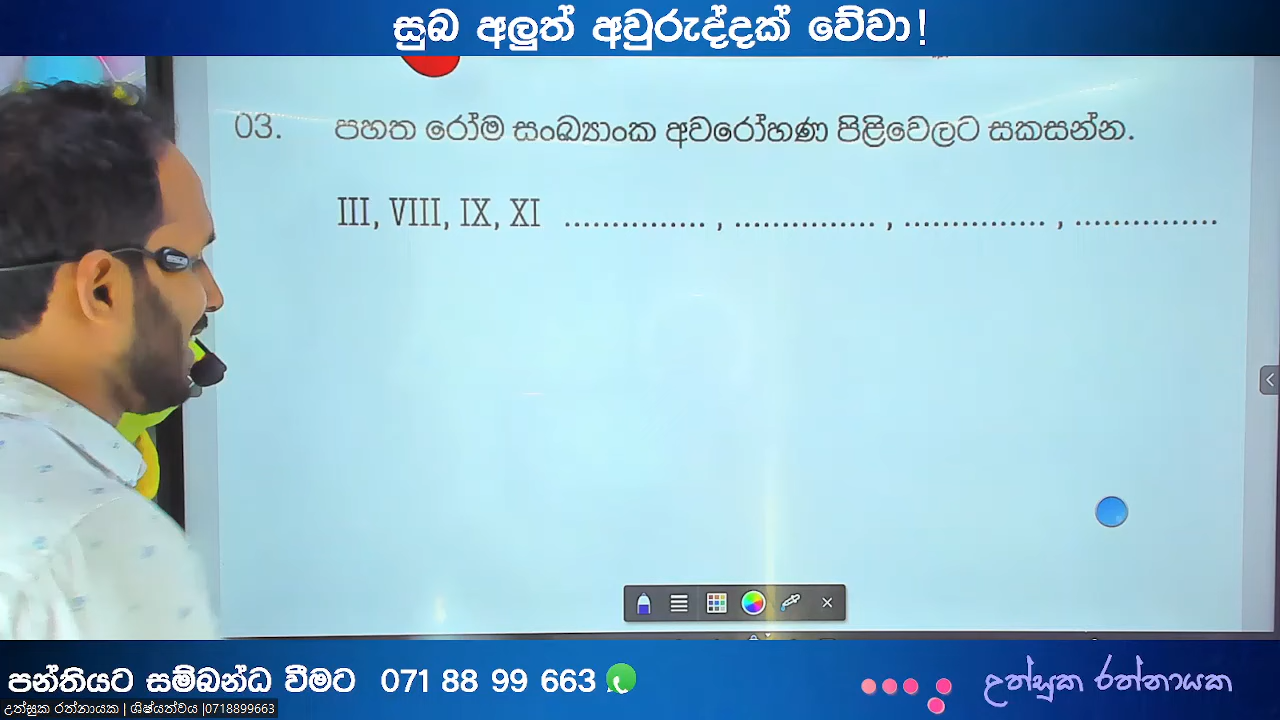 සුබ අලුත් අවුරුද්දක් වේවා!
03. පහත රෝම සංඛ්‍යාංක අවරෝහණ පිළිවෙලට සකසන්න.
III, VIII, IX, XI ............... , ............... , ............... , ...............
පන්තියට සම්බන්ධ වීමට 071 88 99 663
උත්සුක රත්නායක
උත්සුක රත්නායක | ශිෂ්යත්වය |0718899663